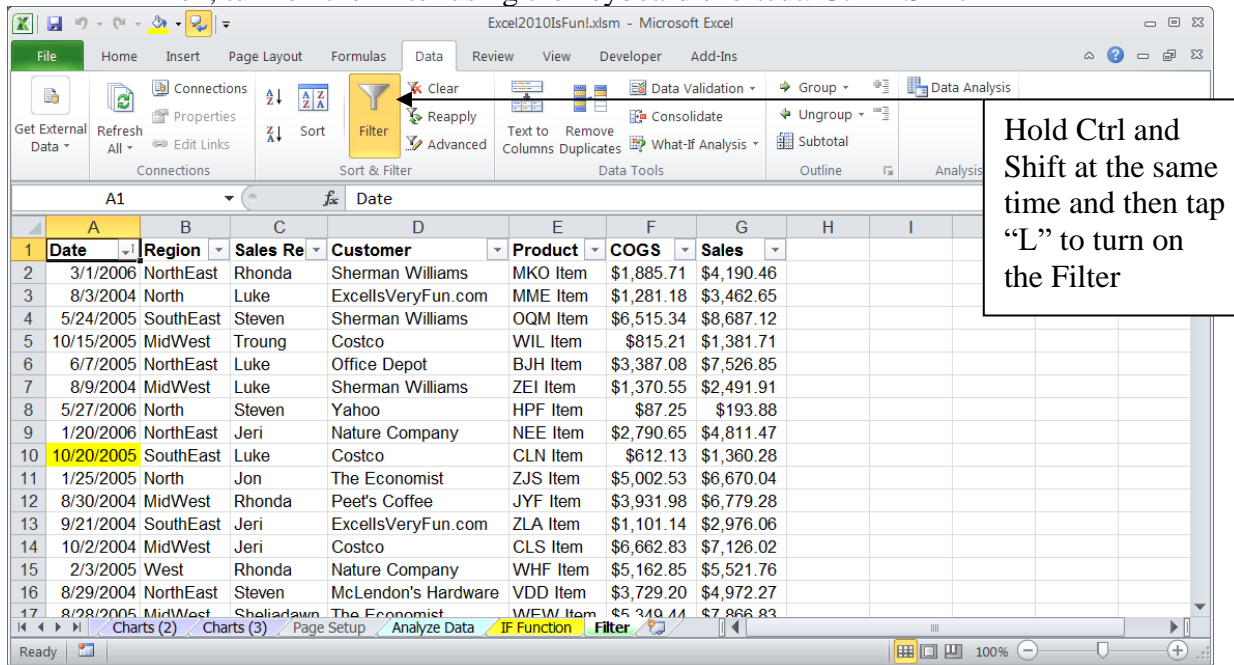 Excel2010IsFun!.xlsm - Microsoft Excel
File Home Insert Page Layout Formulas Data Review View Developer Add-Ins
Get External Data
Refresh All
Connections
Properties
Edit Links
Connections
Sort
Filter
Clear
Reapply
Advanced
Sort & Filter
Text to Columns
Remove Duplicates
Data Validation
Consolidate
What-If Analysis
Data Tools
Group
Ungroup
Subtotal
Outline
Data Analysis
Analysis
Hold Ctrl and
Shift at the same
time and then tap
“L” to turn on
the Filter
A1 fx Date
A B C D E F G H I
1 Date Region Sales Re Customer Product COGS Sales
2 3/1/2006 NorthEast Rhonda Sherman Williams MKO Item $1,885.71 $4,190.46
3 8/3/2004 North Luke ExcelIsVeryFun.com MME Item $1,281.18 $3,462.65
4 5/24/2005 SouthEast Steven Sherman Williams OQM Item $6,515.34 $8,687.12
5 10/15/2005 MidWest Troung Costco WIL Item $815.21 $1,381.71
6 6/7/2005 NorthEast Luke Office Depot BJH Item $3,387.08 $7,526.85
7 8/9/2004 MidWest Luke Sherman Williams ZEI Item $1,370.55 $2,491.91
8 5/27/2006 North Steven Yahoo HPF Item $87.25 $193.88
9 1/20/2006 NorthEast Jeri Nature Company NEE Item $2,790.65 $4,811.47
10 10/20/2005 SouthEast Luke Costco CLN Item $612.13 $1,360.28
11 1/25/2005 North Jon The Economist ZJS Item $5,002.53 $6,670.04
12 8/30/2004 MidWest Rhonda Peet's Coffee JYF Item $3,931.98 $6,779.28
13 9/21/2004 SouthEast Jeri ExcelIsVeryFun.com ZLA Item $1,101.14 $2,976.06
14 10/2/2004 MidWest Jeri Costco CLS Item $6,662.83 $7,126.02
15 2/3/2005 West Rhonda Nature Company WHF Item $5,162.85 $5,521.76
16 8/29/2004 NorthEast Steven McLendon's Hardware VDD Item $3,729.20 $4,972.27
17 8/28/2005 MidWest Sheliadawn The Economist WEW Item $5,349.44 $7,866.83
Charts (2) Charts (3) Page Setup Analyze Data IF Function Filter
Ready 100%